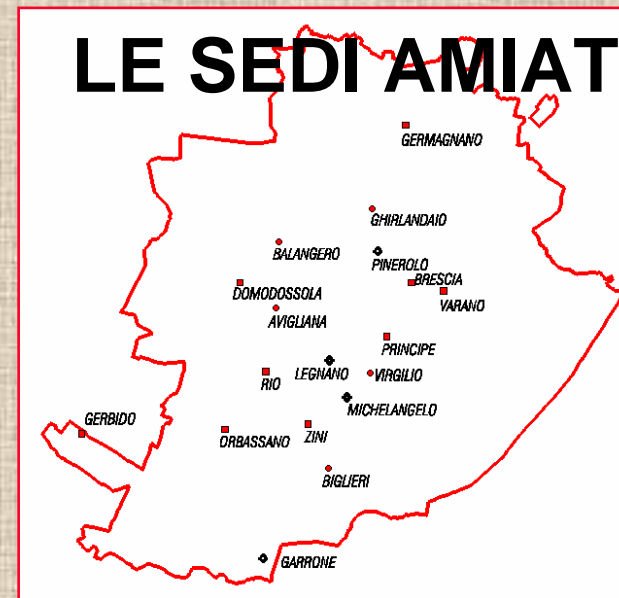 LE SEDI AMIAT
GERMAGNANO
GHIRLANDAIO
BALANGERO
PINEROLO
BRESCIA
DOMODOSSOLA
VARANO
AVIGLIANA
PRINCIPE
LEGNANO
VIRGILIO
RIO
MICHELANGELO
GERBIDO
ORBASSANO
ZINI
BIGLIERI
GARRONE